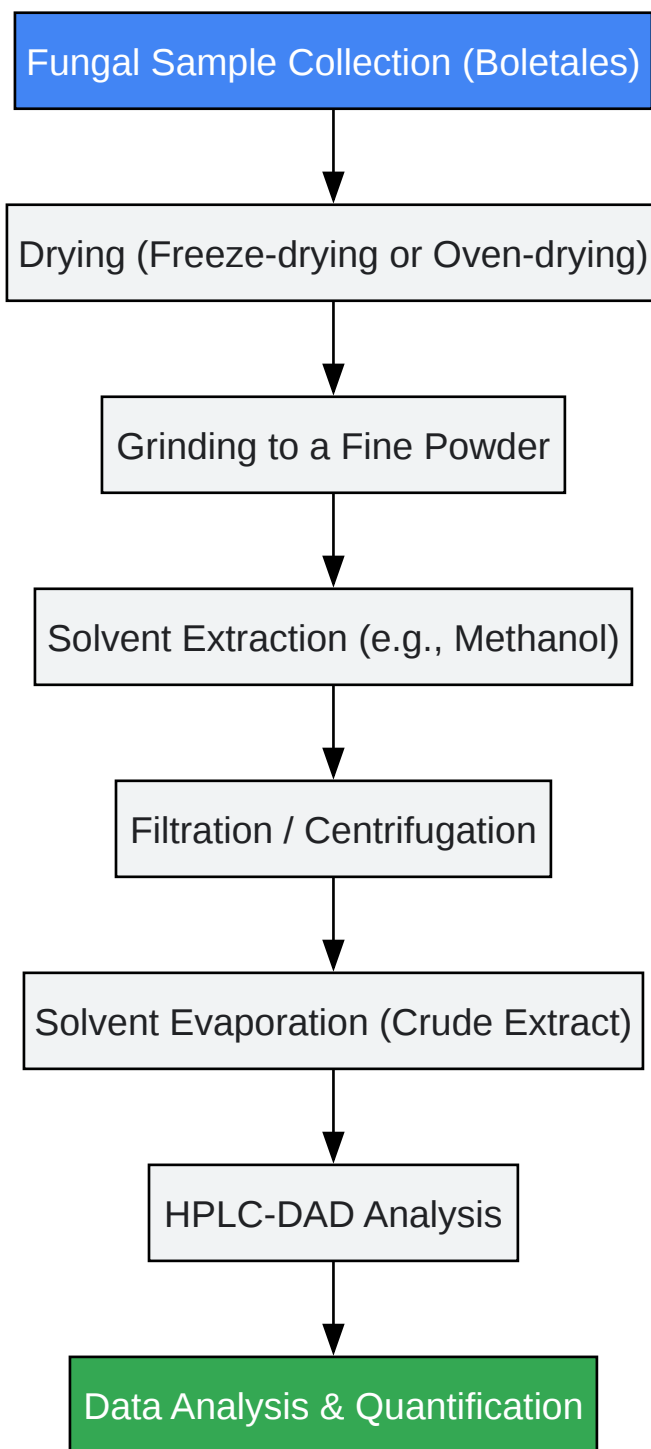 Fungal Sample Collection (Boletales)
Drying (Freeze-drying or Oven-drying)
Grinding to a Fine Powder
Solvent Extraction (e.g., Methanol)
Filtration / Centrifugation
Solvent Evaporation (Crude Extract)
HPLC-DAD Analysis
Data Analysis & Quantification